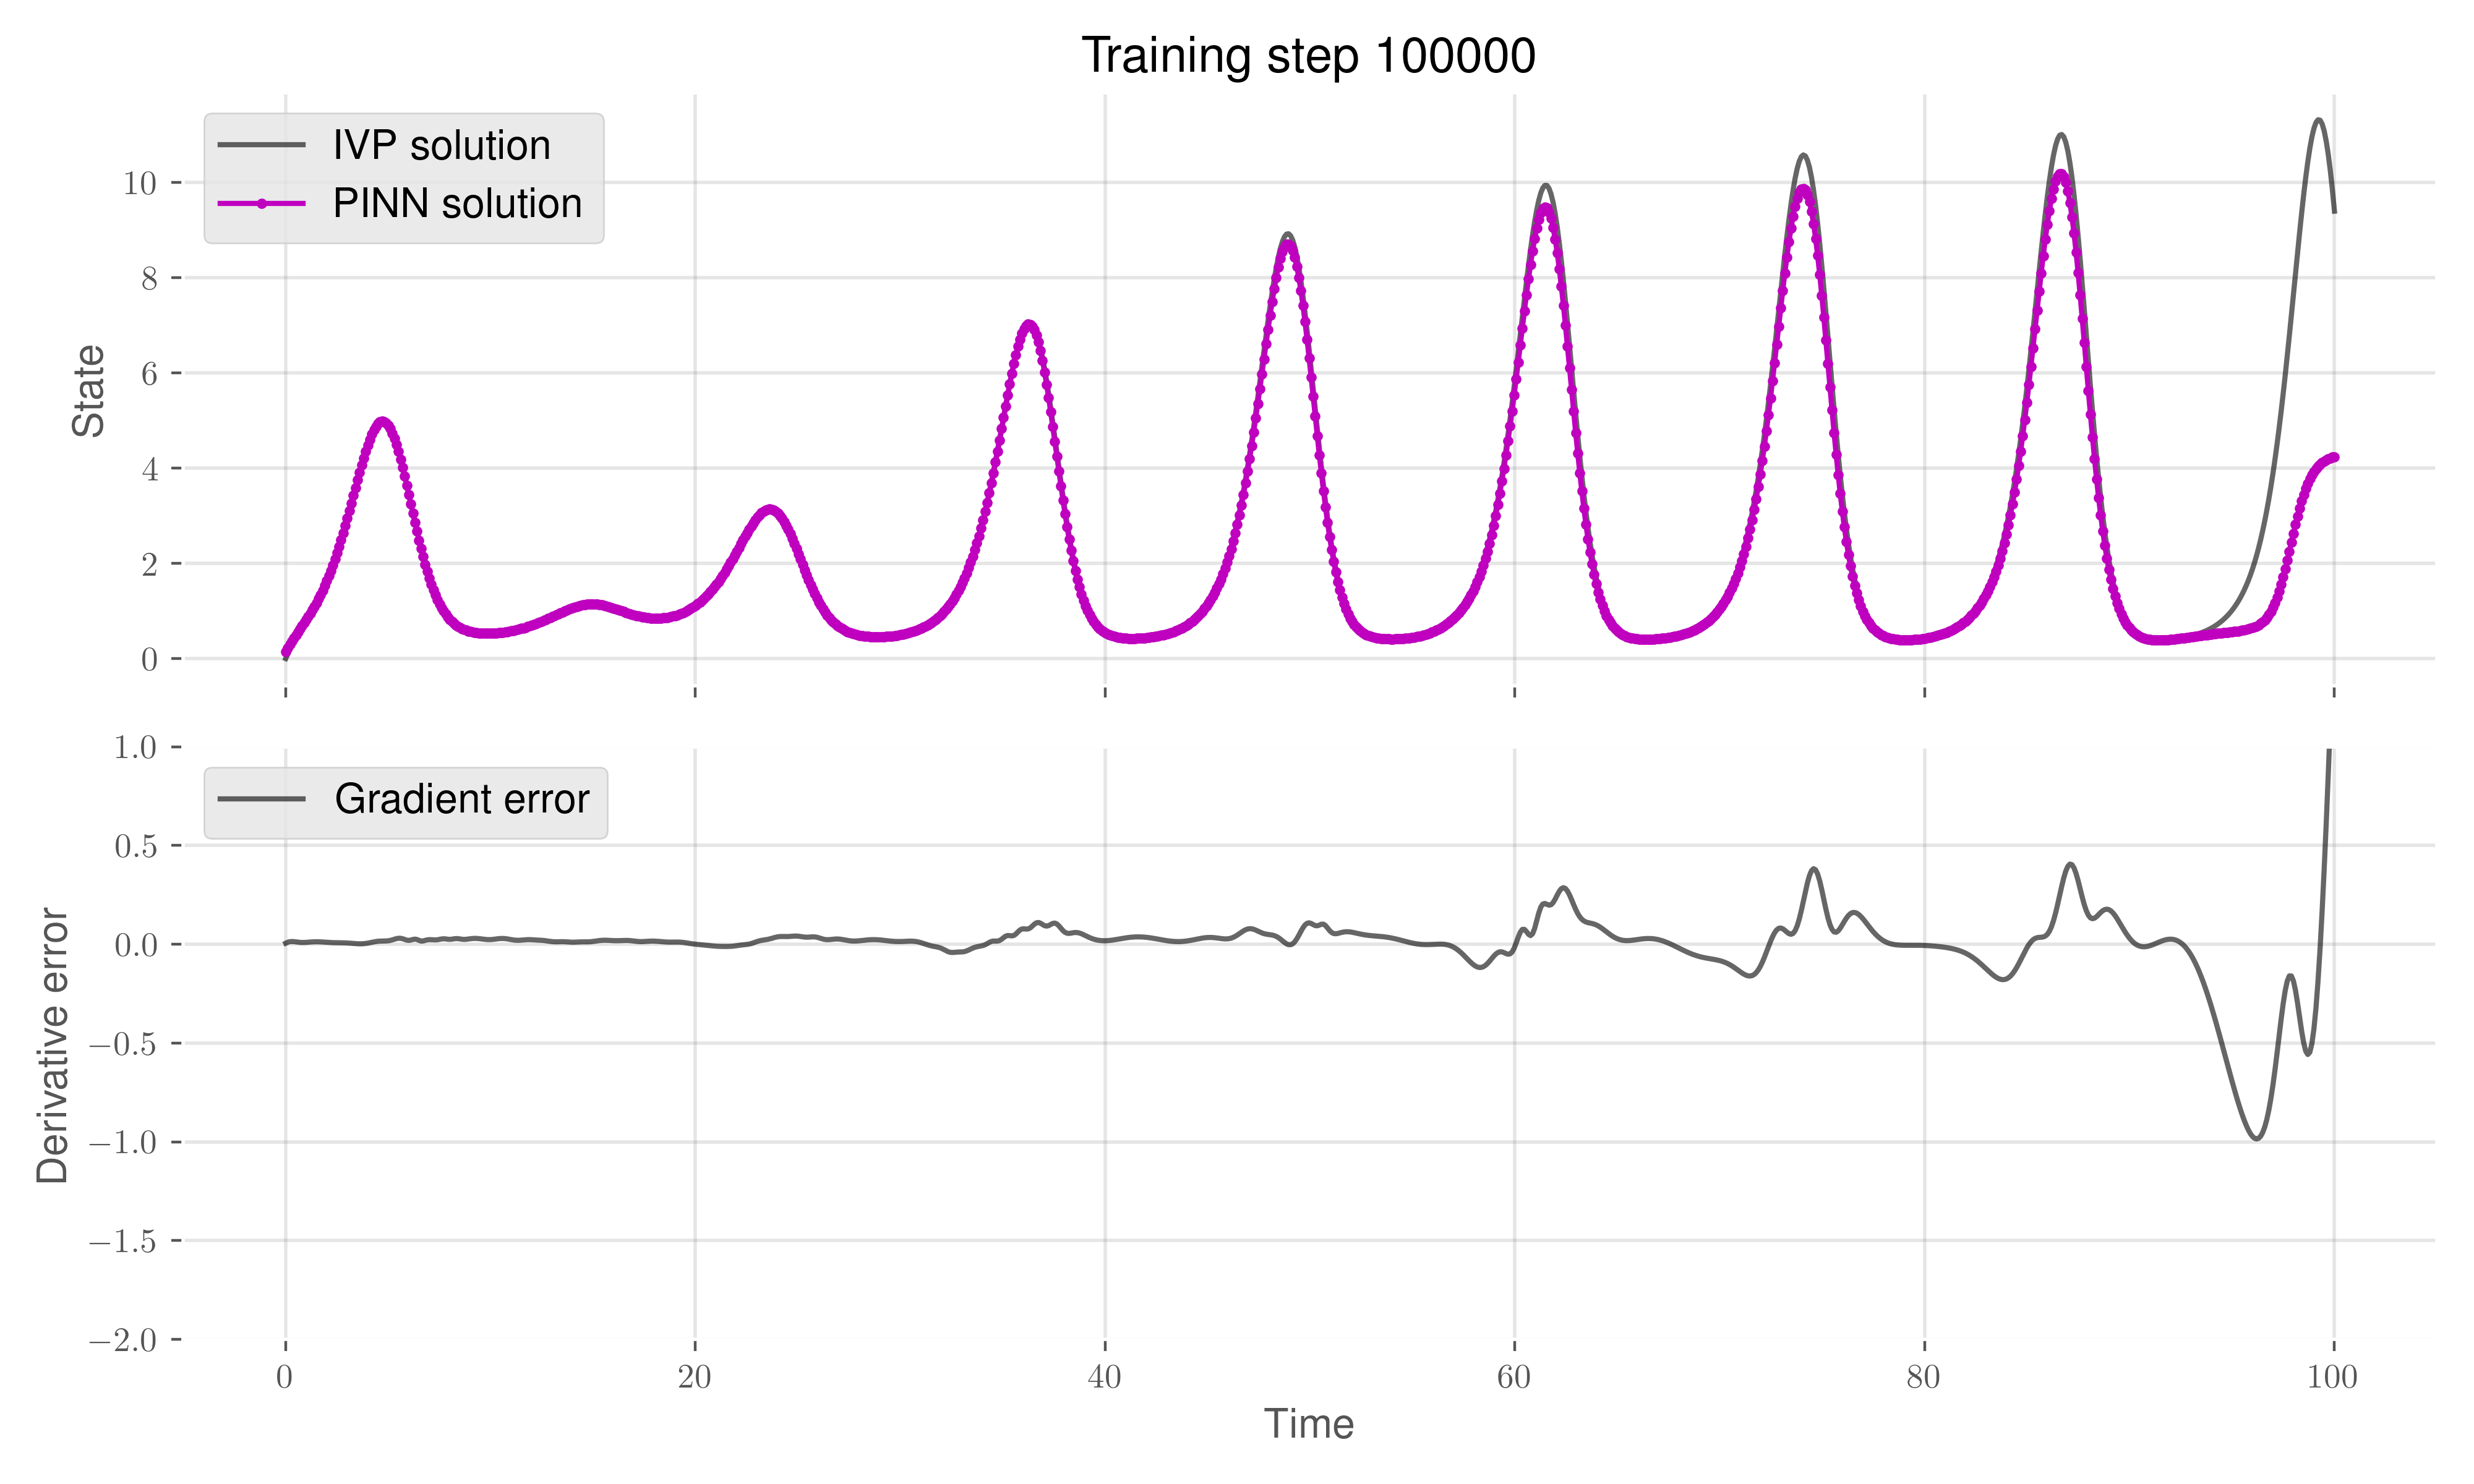 Training step 100000
IVP solution
PINN solution
10
8
6
4
2
0
State
1.0
0.5
0.0
−0.5
−1.0
−1.5
−2.0
Gradient error
Derivative error
0 20 40 60 80 100
Time